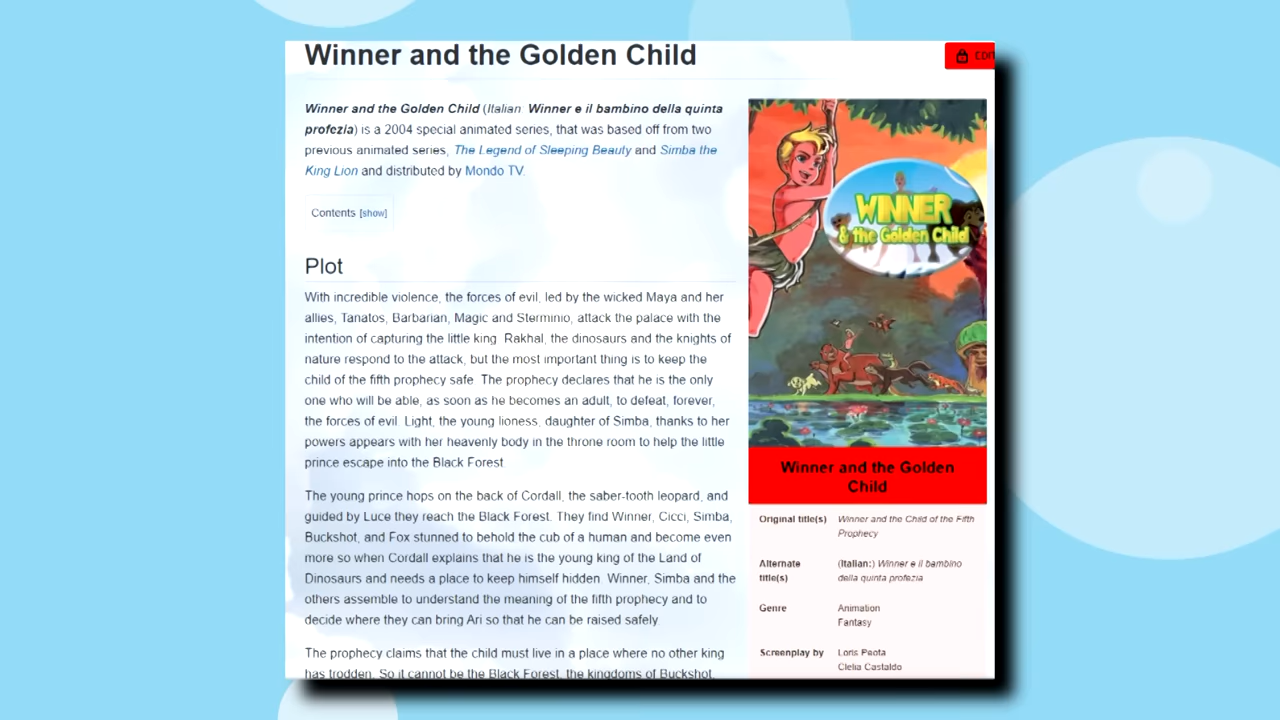 Winner and the Golden Child
EDIT
Winner and the Golden Child (Italian Winner e il bambino della quinta
profezia) is a 2004 special animated series, that was based off from two
previous animated series, The Legend of Sleeping Beauty and Simba the
King Lion and distributed by Mondo TV.
Contents [show]
Plot
With incredible violence, the forces of evil, led by the wicked Maya and her
allies, Tanatos, Barbarian, Magic and Sterminio, attack the palace with the
intention of capturing the little king. Rakhal, the dinosaurs and the knights of
nature respond to the attack, but the most important thing is to keep the
child of the fifth prophecy safe. The prophecy declares that he is the only
one who will be able, as soon as he becomes an adult, to defeat, forever,
the forces of evil. Light, the young lioness, daughter of Simba, thanks to her
powers appears with her heavenly body in the throne room to help the little
prince escape into the Black Forest.
The young prince hops on the back of Cordall, the saber-tooth leopard, and
guided by Luce they reach the Black Forest. They find Winner, Cicci, Simba,
Buckshot, and Fox stunned to behold the cub of a human and become even
more so when Cordall explains that he is the young king of the Land of
Dinosaurs and needs a place to keep himself hidden. Winner, Simba and the
others assemble to understand the meaning of the fifth prophecy and to
decide where they can bring Ari so that he can be raised safely.
The prophecy claims that the child must live in a place where no other king
has trodden. So it cannot be the Black Forest, the kingdoms of Buckshot,
WINNER
& the Golden Child
Winner and the Golden
Child
Original title(s) Winner and the Child of the Fifth
Prophecy
Alternate (Italian:) Winner e il bambino
title(s) della quinta profezia
Genre Animation
Fantasy
Screenplay by Loris Peota
Clelia Castaldo